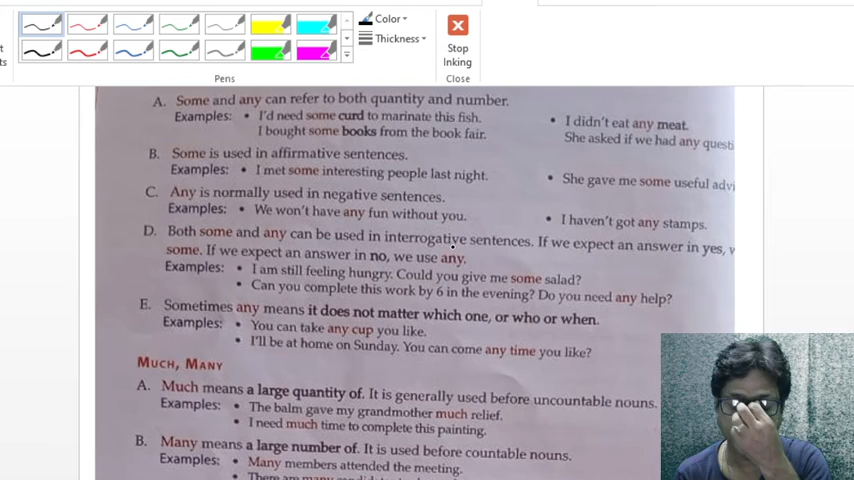 Color
Thickness
Stop
Inking
Pens
Close
A. Some and any can refer to both quantity and number.
Examples: • I'd need some curd to marinate this fish.
• I didn't eat any meat.
I bought some books from the book fair.
She asked if we had any
B. Some is used in affirmative sentences.
Examples: • I met some interesting people last night.
• She gave me some useful
C. Any is normally used in negative sentences.
Examples: • We won't have any fun without you.
• I haven't got any stamps.
D. Both some and any can be used in interrogative sentences. If we expect an answer in yes,
some. If we expect an answer in no, we use any.
Examples: • I am still feeling hungry. Could you give me some salad?
• Can you complete this work by 6 in the evening? Do you need any help?
E. Sometimes any means it does not matter which one, or who or when.
Examples: • You can take any cup you like.
• I'll be at home on Sunday. You can come any time you like?
MUCH, MANY
A. Much means a large quantity of. It is generally used before uncountable nouns.
Examples: • The balm gave my grandmother much relief.
• I need much time to complete this painting.
B. Many means a large number of. It is used before countable nouns.
Examples: • Many members attended the meeting.
• There are many